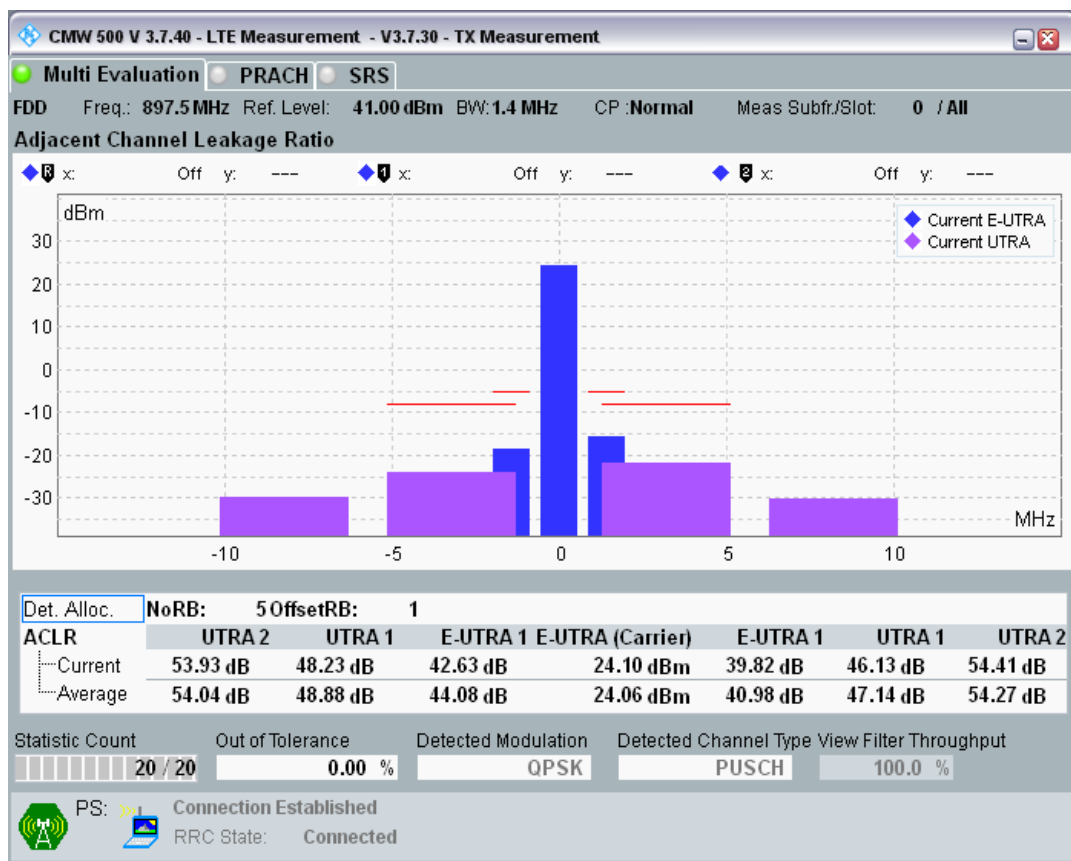 CMW 500 V 3.7.40 - LTE Measurement - V3.7.30 - TX Measurement
Multi Evaluation PRACH SRS
FDD Freq.: 897.5 MHz Ref. Level: 41.00 dBm BW: 1.4 MHz CP :Normal Meas Subfr./Slot: 0 / All
Adjacent Channel Leakage Ratio
R x: Off y: --- 1 x: Off y: --- 2 x: Off y: ---
dBm
Current E-UTRA
Current UTRA
30
20
10
0
-10
-20
-30
MHz
-10 -5 0 5 10
Det. Alloc. NoRB: 5 OffsetRB: 1
ACLR UTRA 2 UTRA 1 E-UTRA 1 E-UTRA (Carrier) E-UTRA 1 UTRA 1 UTRA 2
Current 53.93 dB 48.23 dB 42.63 dB 24.10 dBm 39.82 dB 46.13 dB 54.41 dB
Average 54.04 dB 48.88 dB 44.08 dB 24.06 dBm 40.98 dB 47.14 dB 54.27 dB
Statistic Count Out of Tolerance Detected Modulation Detected Channel Type View Filter Throughput
20 / 20 0.00 % QPSK PUSCH 100.0 %
PS: Connection Established
RRC State: Connected